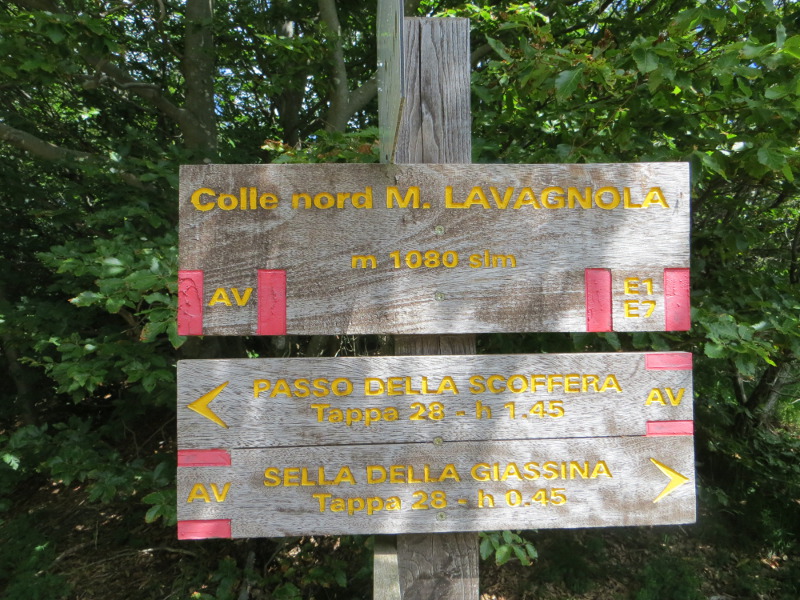 Colle nord M. LAVAGNOLA
m 1080 slm
AV
E1
E7
PASSO DELLA SCOFFERA
Tappa 28 - h 1.45
AV
SELLA DELLA GIASSINA
Tappa 28 - h 0.45
AV